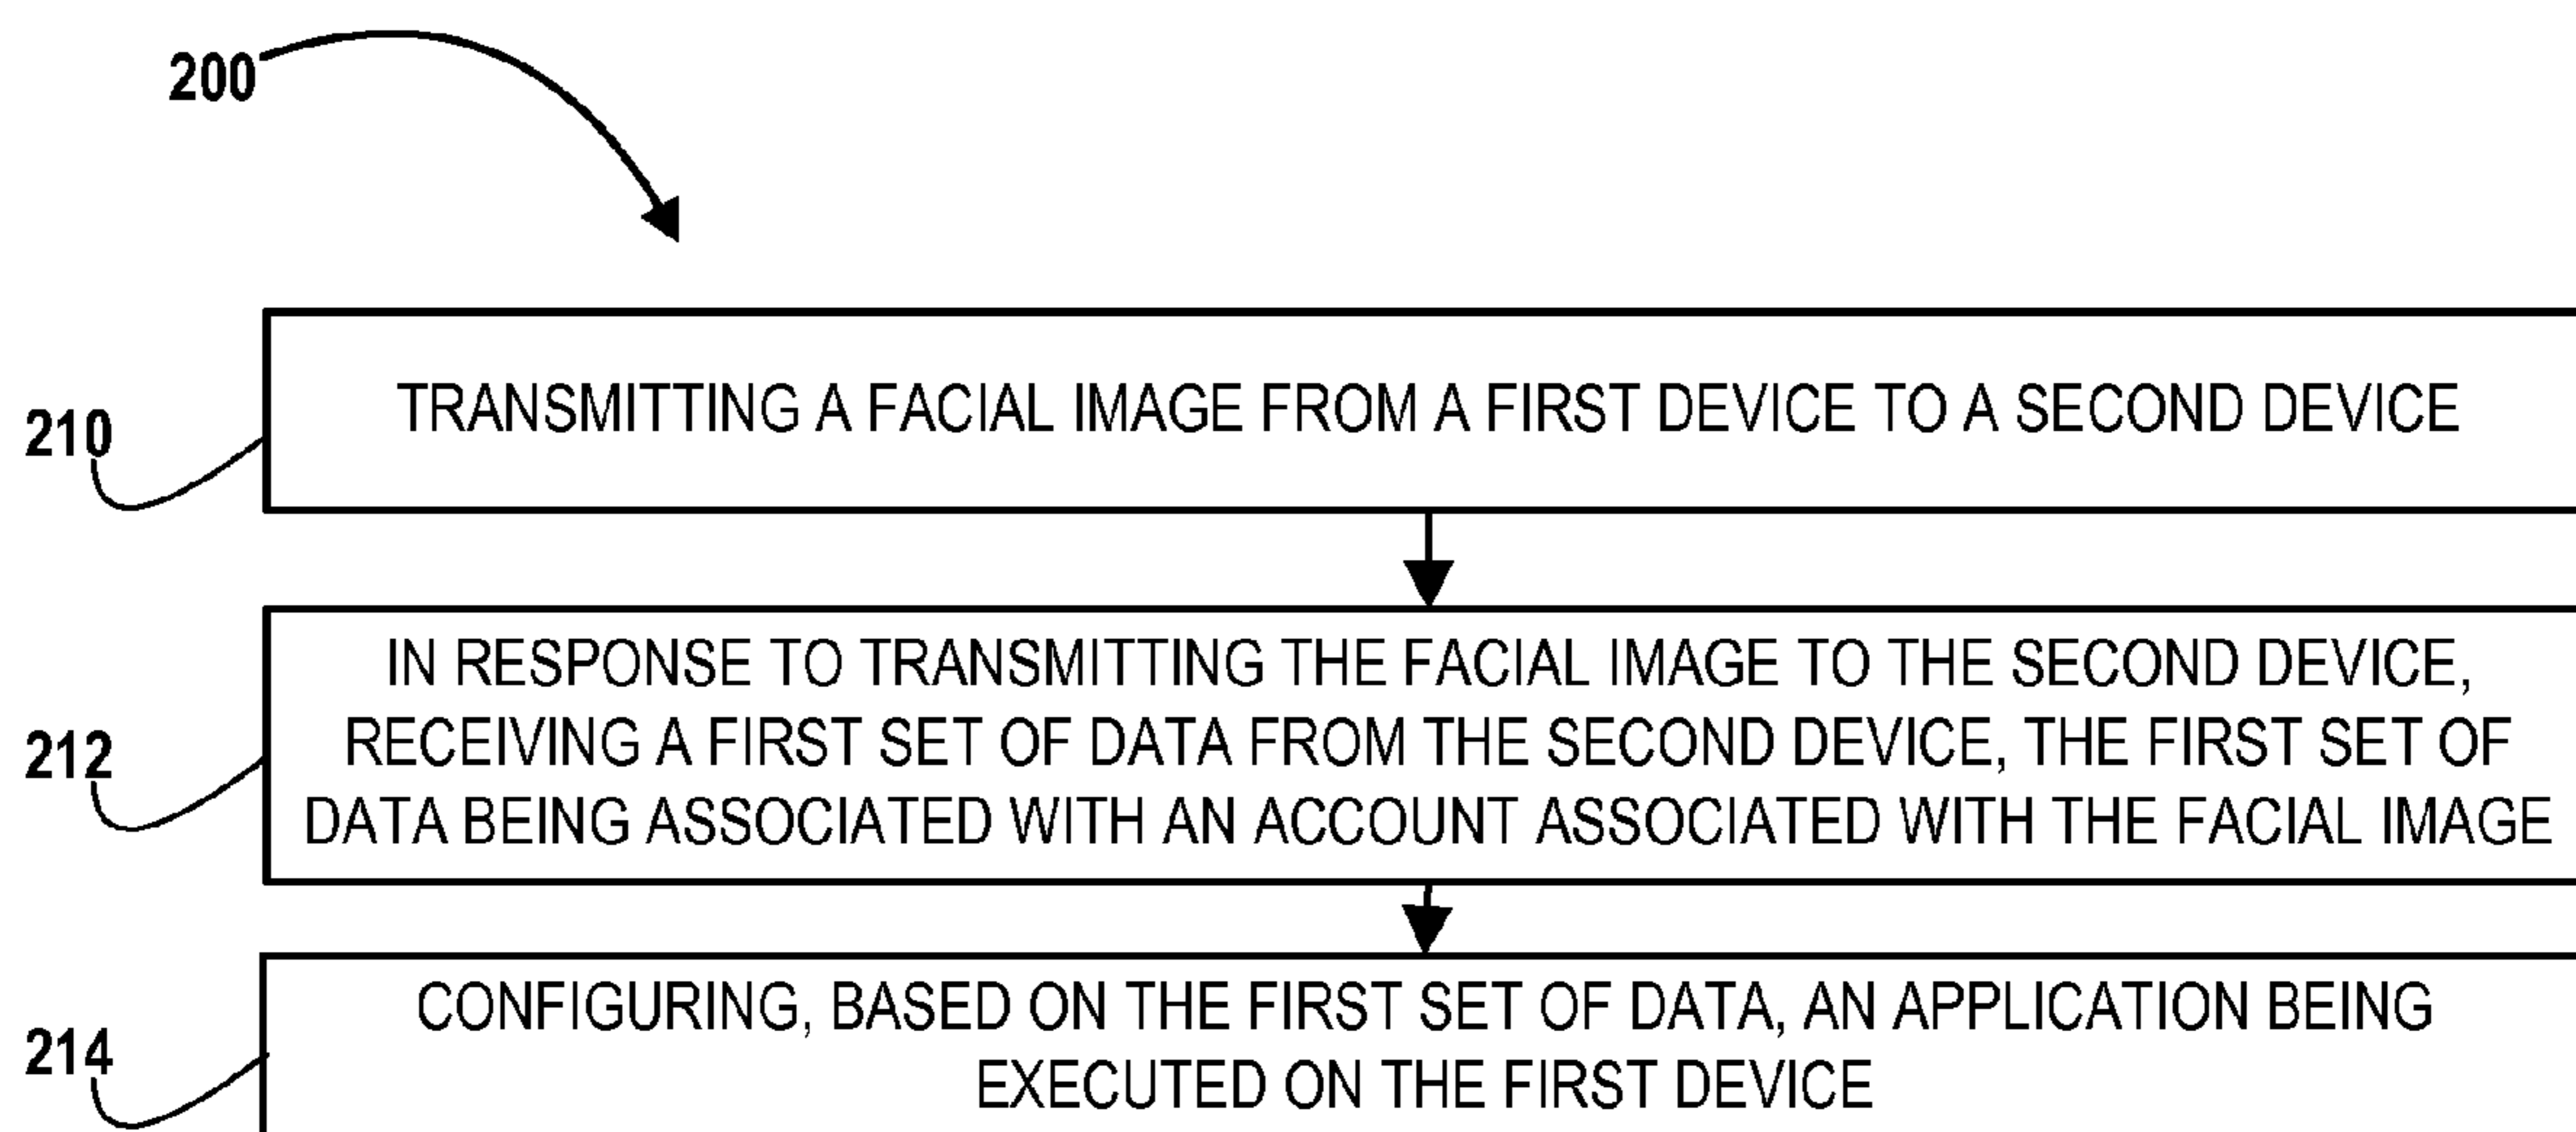 200
210
TRANSMITTING A FACIAL IMAGE FROM A FIRST DEVICE TO A SECOND DEVICE
212
IN RESPONSE TO TRANSMITTING THE FACIAL IMAGE TO THE SECOND DEVICE,
RECEIVING A FIRST SET OF DATA FROM THE SECOND DEVICE, THE FIRST SET OF
DATA BEING ASSOCIATED WITH AN ACCOUNT ASSOCIATED WITH THE FACIAL IMAGE
214
CONFIGURING, BASED ON THE FIRST SET OF DATA, AN APPLICATION BEING
EXECUTED ON THE FIRST DEVICE